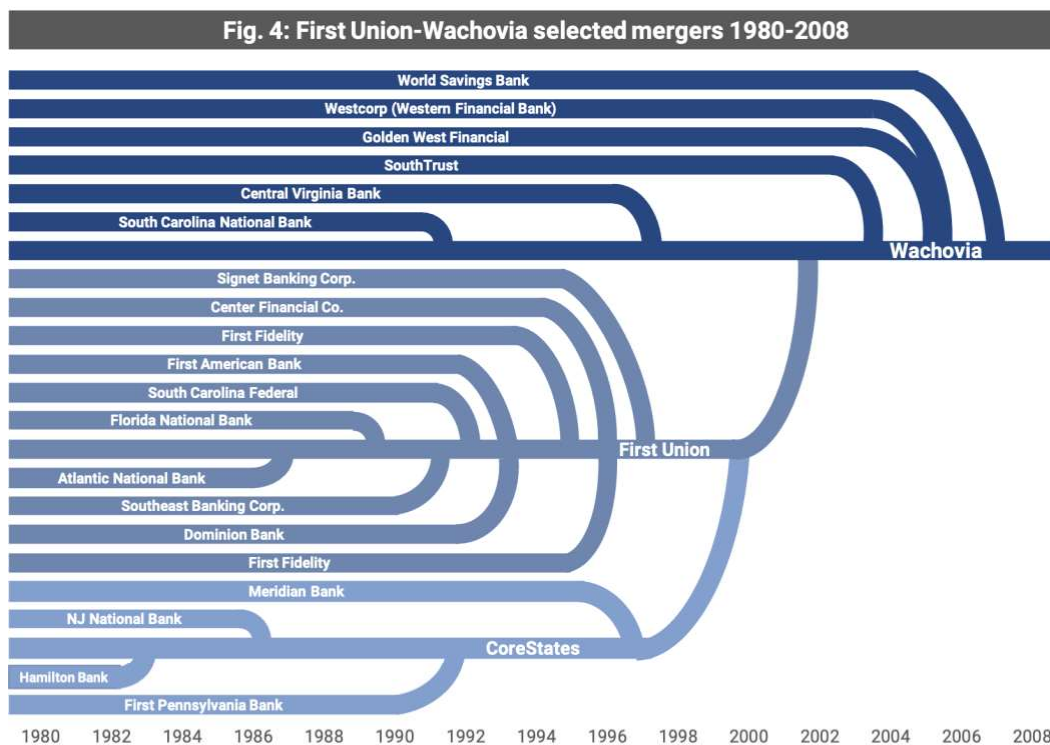 Fig. 4: First Union-Wachovia selected mergers 1980-2008
World Savings Bank
Westcorp (Western Financial Bank)
Golden West Financial
SouthTrust
Central Virginia Bank
South Carolina National Bank
Wachovia
Signet Banking Corp.
Center Financial Co.
First Fidelity
First American Bank
South Carolina Federal
Florida National Bank
First Union
Atlantic National Bank
Southeast Banking Corp.
Dominion Bank
First Fidelity
Meridian Bank
NJ National Bank
CoreStates
Hamilton Bank
First Pennsylvania Bank
1980 1982 1984 1986 1988 1990 1992 1994 1996 1998 2000 2002 2004 2006 2008